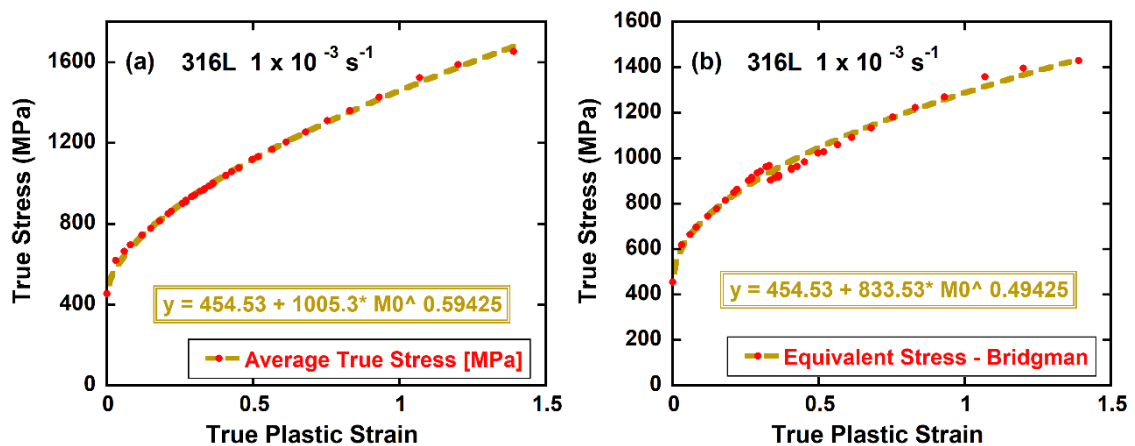 (a) 316L 1 x 10 -3 s-1
True Stress (MPa)
1600
1200
800
400
0
y = 454.53 + 1005.3* M0^ 0.59425
Average True Stress [MPa]
0 0.5 1 1.5
True Plastic Strain
(b) 316L 1 x 10 -3 s-1
True Stress (MPa)
1600
1400
1200
1000
800
600
400
200
0
y = 454.53 + 833.53* M0^ 0.49425
Equivalent Stress - Bridgman
0 0.5 1 1.5
True Plastic Strain